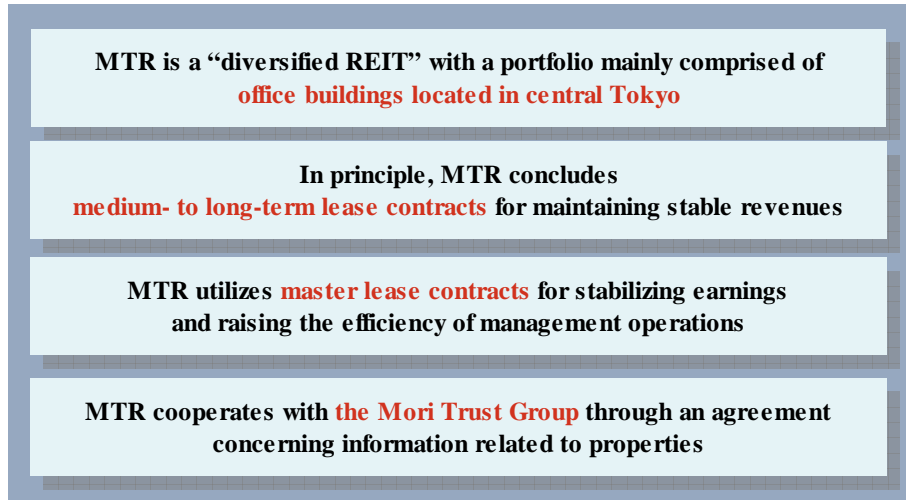 MTR is a “diversified REIT” with a portfolio mainly comprised of
office buildings located in central Tokyo
In principle, MTR concludes
medium- to long-term lease contracts for maintaining stable revenues
MTR utilizes master lease contracts for stabilizing earnings
and raising the efficiency of management operations
MTR cooperates with the Mori Trust Group through an agreement
concerning information related to properties